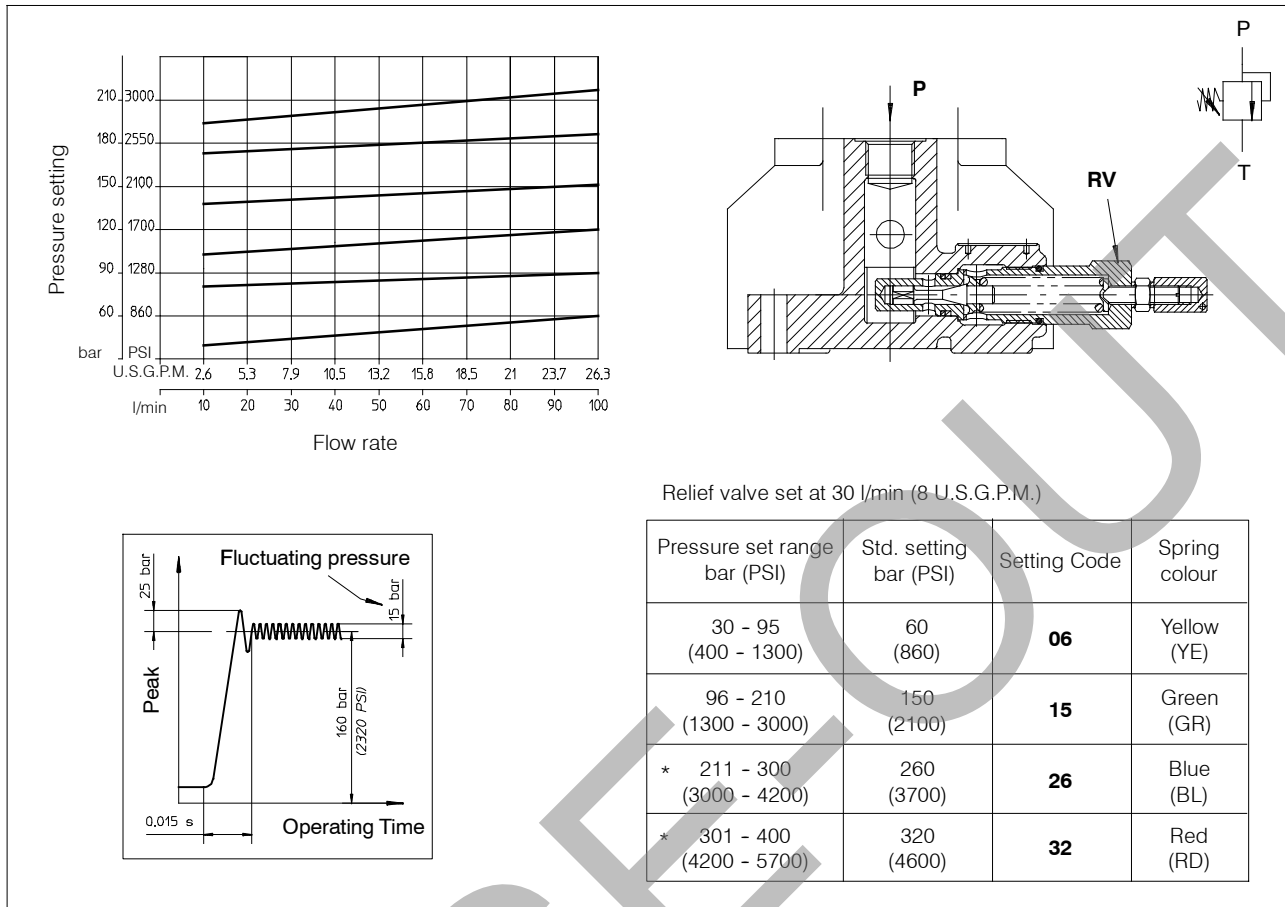 Pressure setting
210 3000
180 2550
150 2100
120 1700
90 1280
60 860
bar PSI
U.S.G.P.M. 2,6 5,3 7,9 10,5 13,2 15,8 18,5 21 23,7 26,3
l/min 10 20 30 40 50 60 70 80 90 100
Flow rate
P
RV
P
T
Fluctuating pressure
25 bar
15 bar
Peak
160 bar
(2320 PSI)
0,015 s
Operating Time
Relief valve set at 30 l/min (8 U.S.G.P.M.)
Pressure set range bar (PSI) Std. setting bar (PSI) Setting Code Spring colour
30 - 95 (400 - 1300) 60 (860) 06 Yellow (YE)
96 - 210 (1300 - 3000) 150 (2100) 15 Green (GR)
* 211 - 300 (3000 - 4200) 260 (3700) 26 Blue (BL)
* 301 - 400 (4200 - 5700) 320 (4600) 32 Red (RD)
SE-OUT